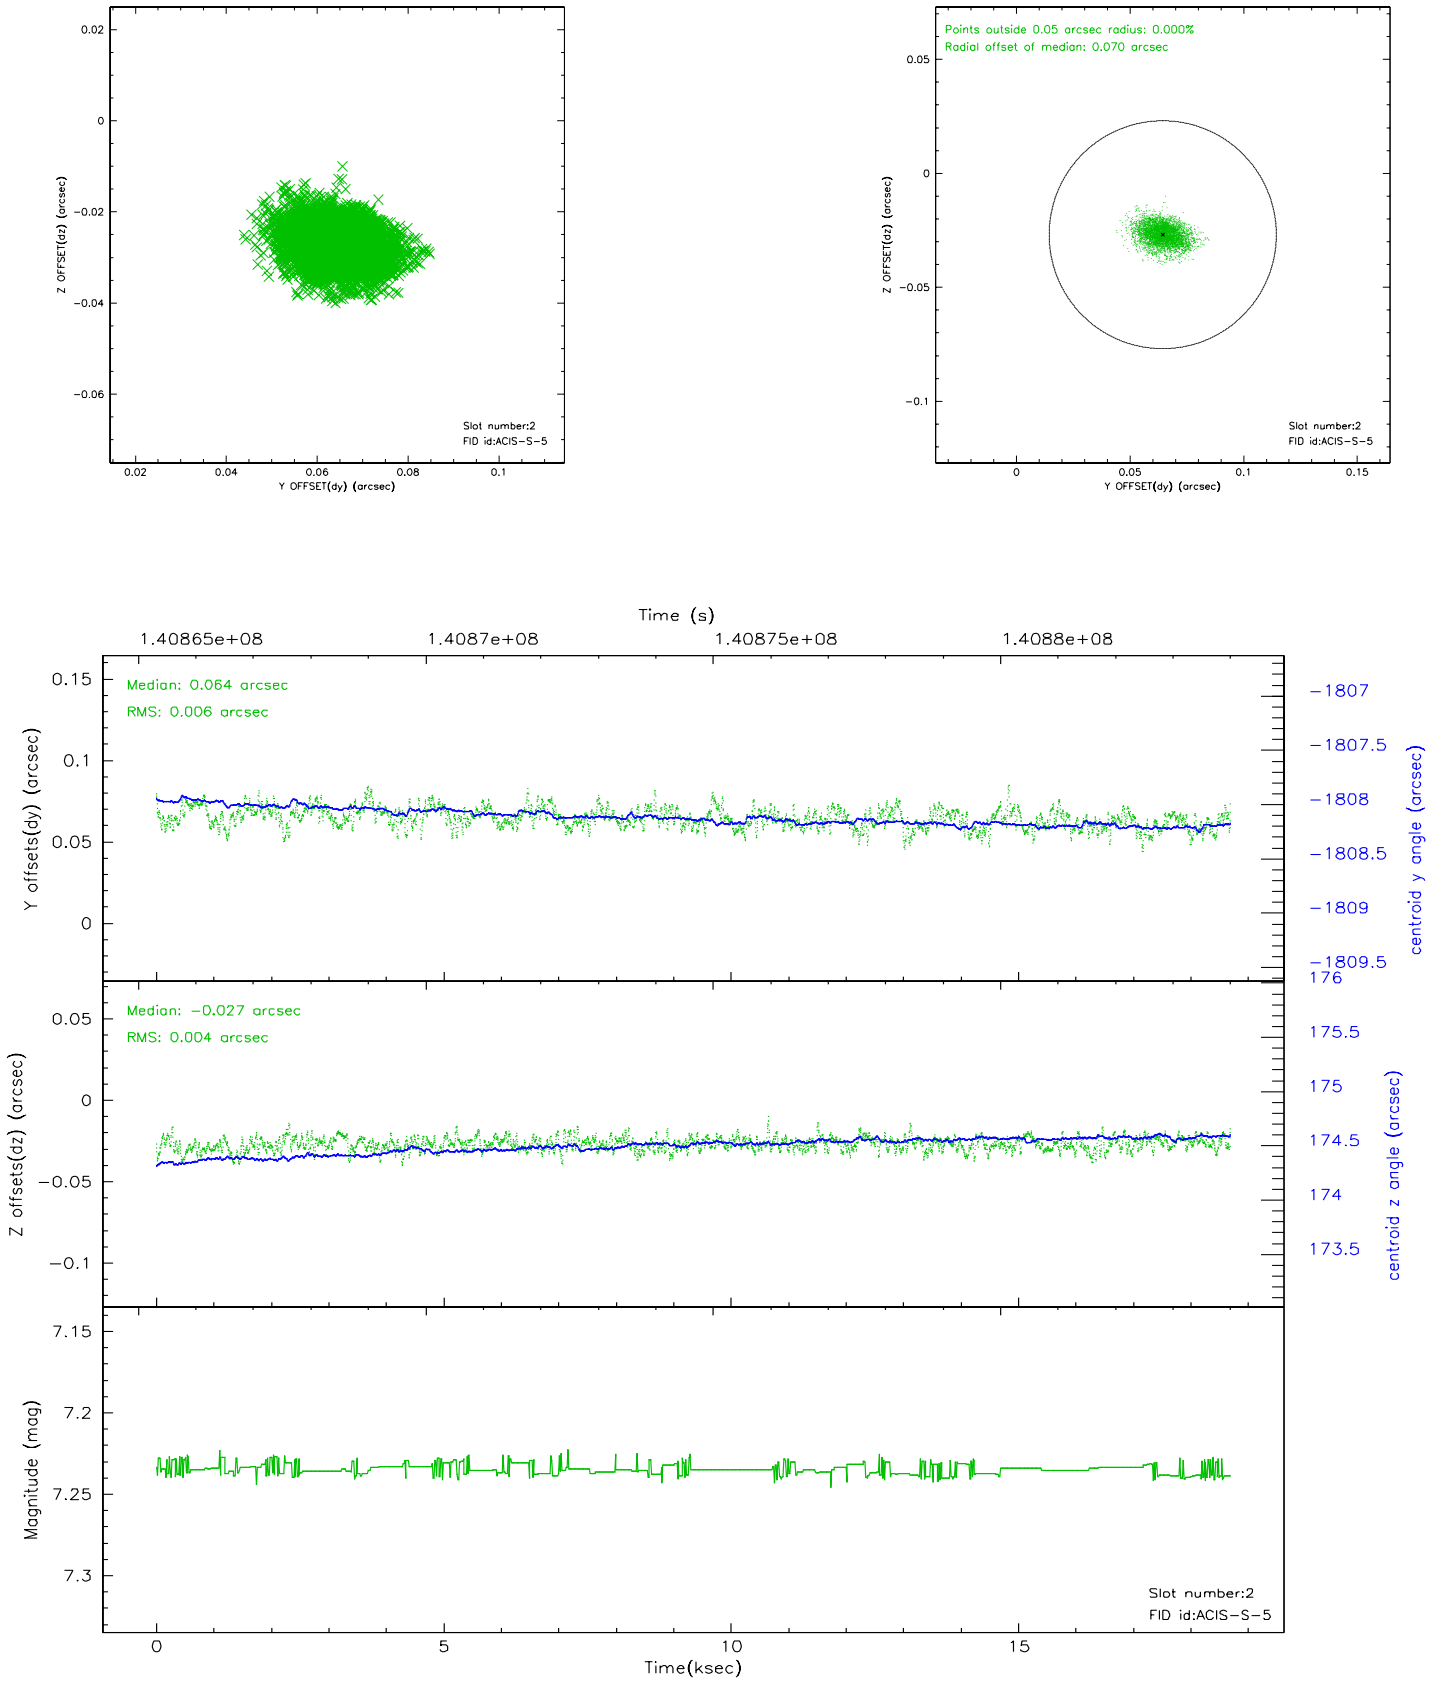 0.02
0
−0.02
−0.04
−0.06
Z OFFSET(dz) (arcsec)
Slot number:2
FID id:ACIS−S−5
0.02 0.04 0.06 0.08 0.1
Y OFFSET(dy) (arcsec)
Points outside 0.05 arcsec radius: 0.000%
Radial offset of median: 0.070 arcsec
0.05
0
−0.05
−0.1
Z OFFSET(dz) (arcsec)
Slot number:2
FID id:ACIS−S−5
0 0.05 0.1 0.15
Y OFFSET(dy) (arcsec)
Time (s)
1.40865e+08 1.4087e+08 1.40875e+08 1.4088e+08
Median: 0.064 arcsec
RMS: 0.006 arcsec
0.15
0.1
0.05
0
Y offsets(dy) (arcsec)
−1807
−1807.5
−1808
−1808.5
−1809
−1809.5
centroid y angle (arcsec)
Median: −0.027 arcsec
RMS: 0.004 arcsec
0.05
0
−0.05
−0.1
Z offsets(dz) (arcsec)
176
175.5
175
174.5
174
173.5
centroid z angle (arcsec)
7.15
7.2
7.25
7.3
Magnitude (mag)
Slot number:2
FID id:ACIS−S−5
0 5 10 15
Time(ksec)